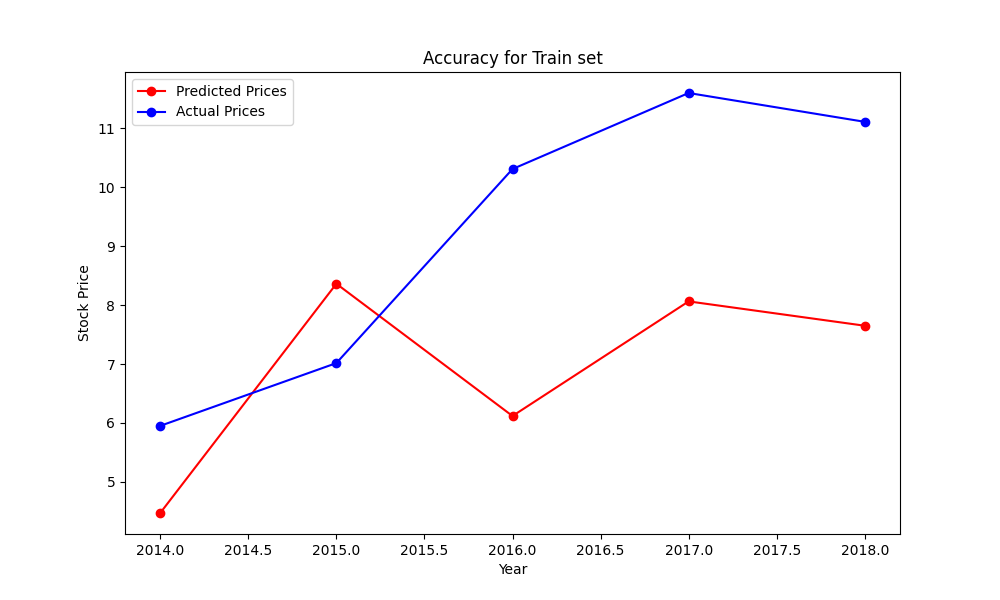 Accuracy for Train set
Predicted Prices
Actual Prices
11
10
9
8
7
6
5
Stock Price
2014.0 2014.5 2015.0 2015.5 2016.0 2016.5 2017.0 2017.5 2018.0
Year